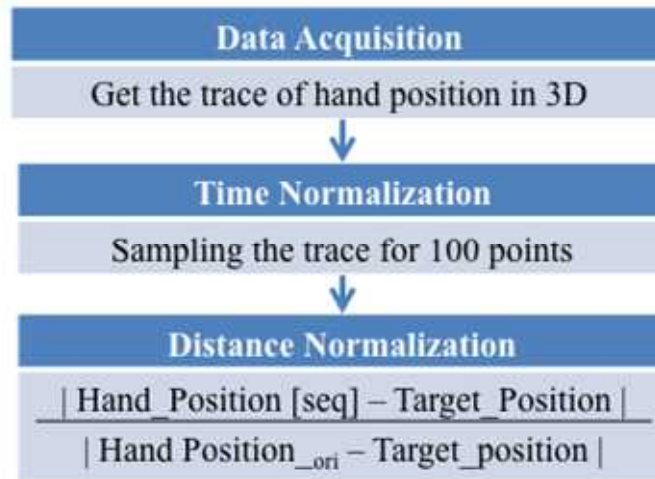 Data Acquisition
Get the trace of hand position in 3D
Time Normalization
Sampling the trace for 100 points
Distance Normalization
| Hand_Position [seq] – Target_Position |
| Hand Position_ori – Target_position |